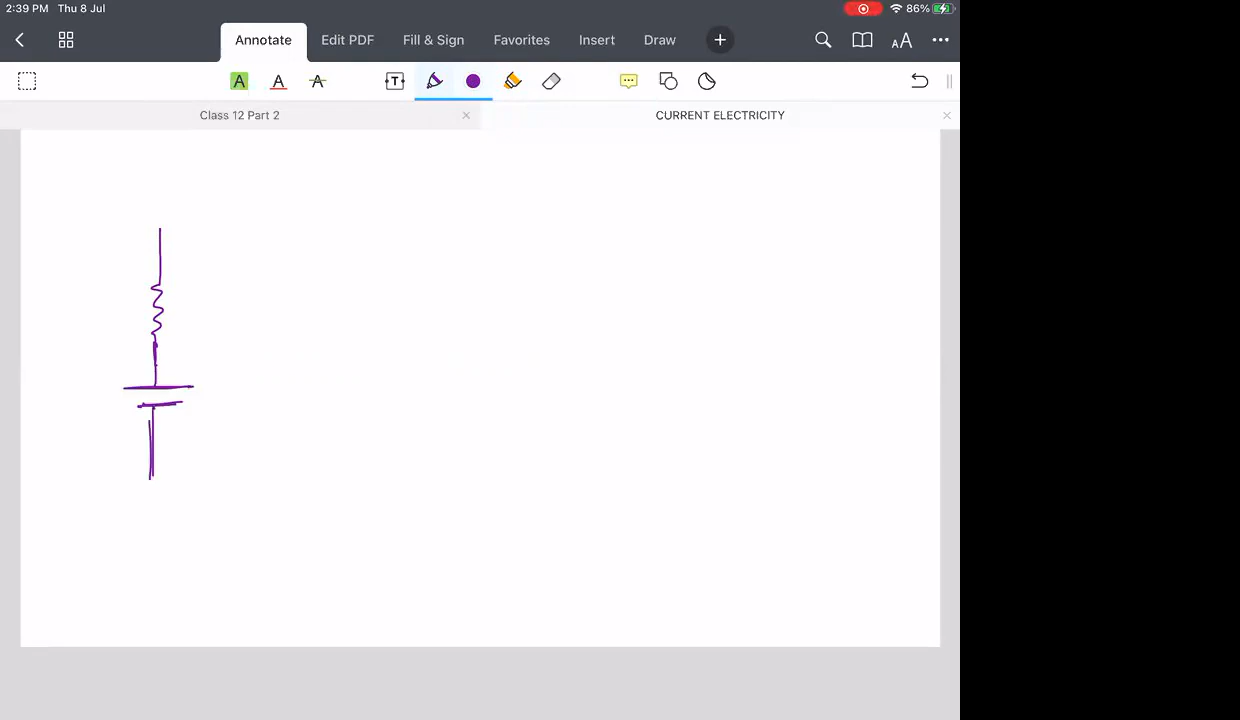 2:39 PM Thu 8 Jul 86%
Annotate Edit PDF Fill & Sign Favorites Insert Draw AA
A A A T
Class 12 Part 2 CURRENT ELECTRICITY